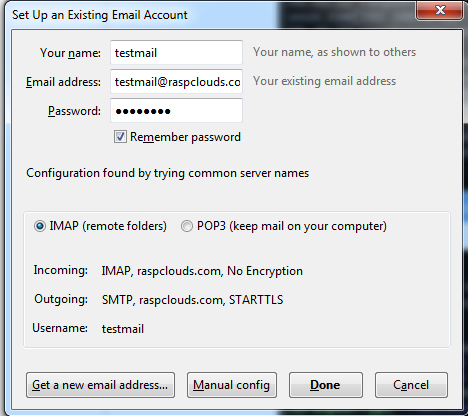 Set Up an Existing Email Account
Your name: testmail Your name, as shown to others
Email address: testmail@raspclouds.co Your existing email address
Password: ●●●●●●●●
Remember password
Configuration found by trying common server names
IMAP (remote folders) POP3 (keep mail on your computer)
Incoming: IMAP, raspclouds.com, No Encryption
Outgoing: SMTP, raspclouds.com, STARTTLS
Username: testmail
Get a new email address... Manual config Done Cancel